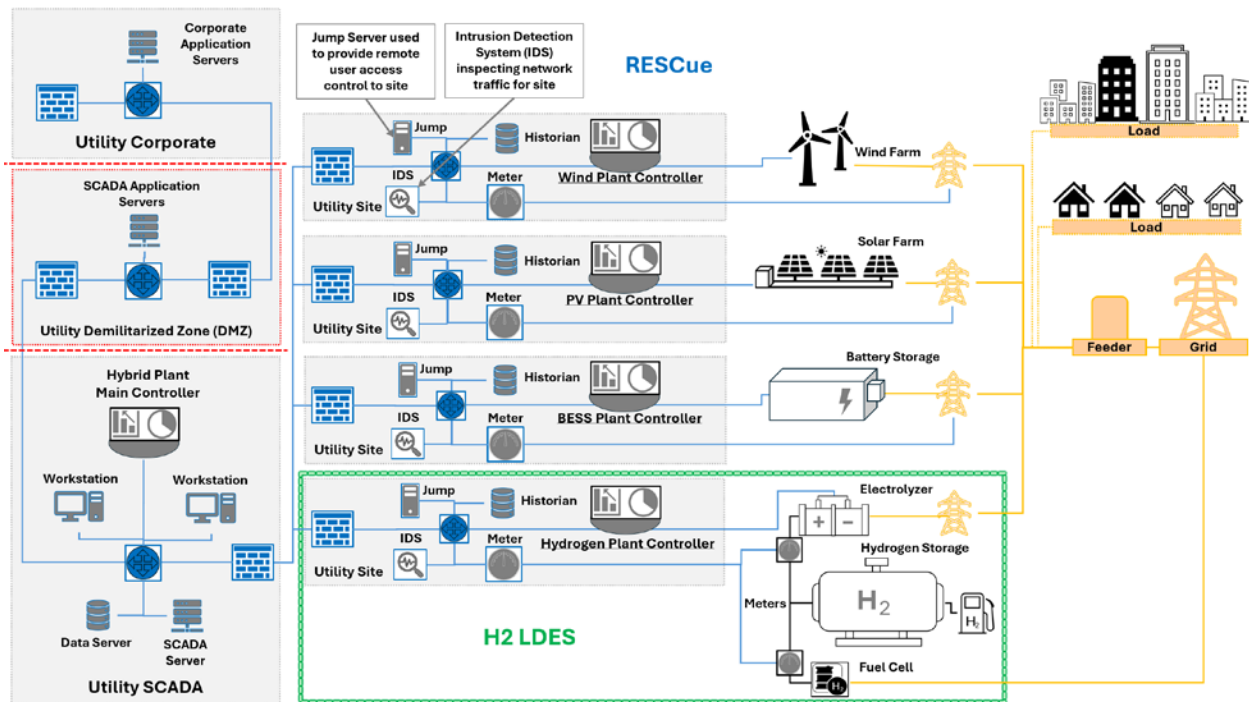 Corporate
Application
Servers
Utility Corporate
SCADA Application
Servers
Utility Demilitarized Zone (DMZ)
Hybrid Plant
Main Controller
Workstation
Workstation
Data Server
SCADA
Server
Utility SCADA
Jump Server used
to provide remote
user access
control to site
Intrusion Detection
System (IDS)
inspecting network
traffic for site
RESCue
Jump
Historian
IDS
Meter
Wind Plant Controller
Utility Site
Wind Farm
Jump
Historian
IDS
Meter
PV Plant Controller
Utility Site
Solar Farm
Jump
Historian
IDS
Meter
BESS Plant Controller
Utility Site
Battery Storage
Jump
Historian
IDS
Meter
Hydrogen Plant Controller
Utility Site
Electrolyzer
Hydrogen Storage
Meters
H2
H2
Fuel Cell
H2
H2 LDES
Load
Load
Feeder
Grid